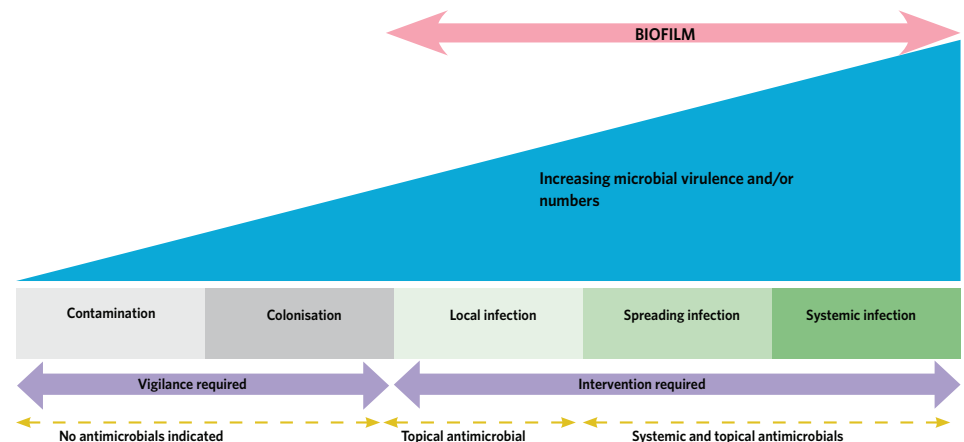 BIOFILM
Increasing microbial virulence and/or
numbers
Contamination
Colonisation
Local infection
Spreading infection
Systemic infection
Vigilance required
Intervention required
No antimicrobials indicated
Topical antimicrobial
Systemic and topical antimicrobials